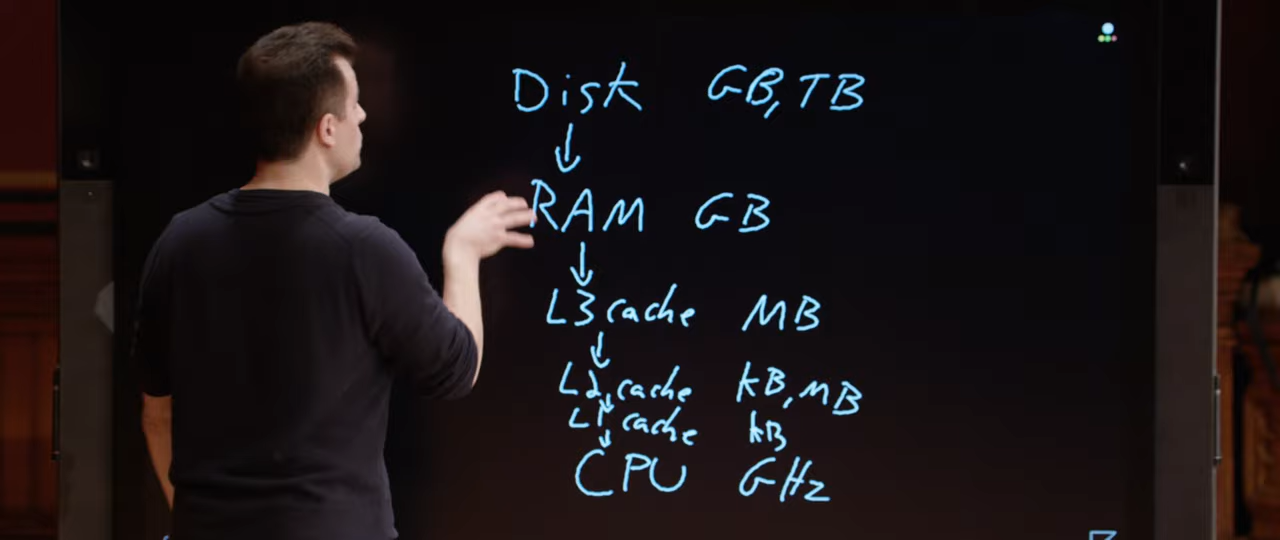 Disk GB, TB
↓
RAM GB
↓
L3 cache MB
↓
L2 cache kB, MB
↓
L1 cache kB
↓
CPU GHz